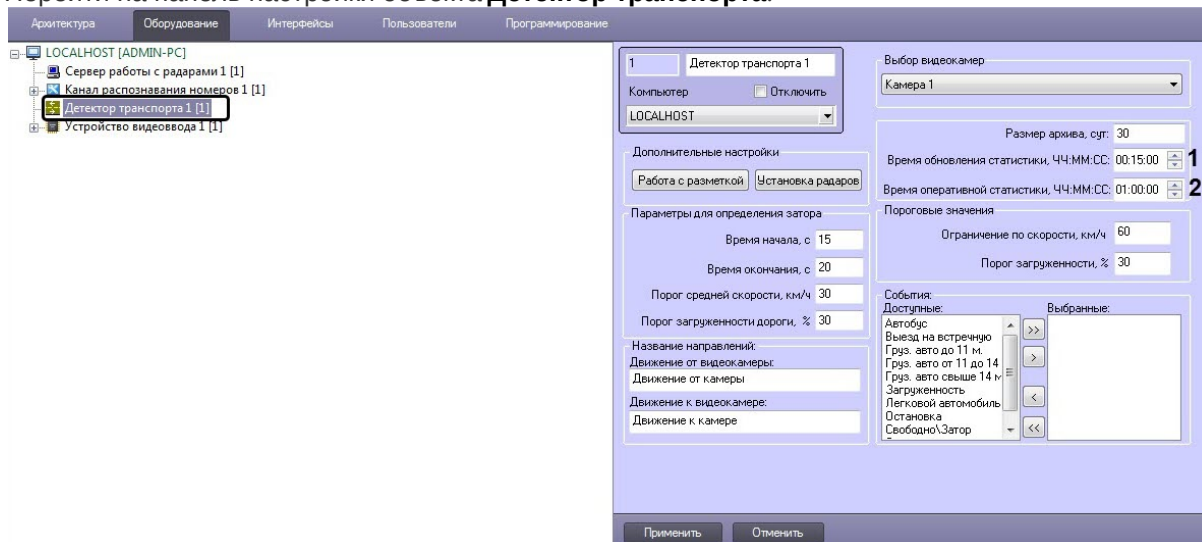 Перейти на панель настройки объекта Детектор транспорта.
Архитектура Оборудование Интерфейсы Пользователи Программирование
LOCALHOST [ADMIN-PC]
Сервер работы с радарами 1 [1]
Канал распознавания номеров 1 [1]
Детектор транспорта 1 [1]
Устройство видеоввода 1 [1]
1 Детектор транспорта 1
Компьютер Отключить
LOCALHOST
Дополнительные настройки
Работа с разметкой Установка радаров
Параметры для определения затора
Время начала, с 15
Время окончания, с 20
Порог средней скорости, км/ч 30
Порог загруженности дороги, % 30
Название направлений:
Движение от видеокамеры:
Движение от камеры
Движение к видеокамере:
Движение к камере
Выбор видеокамер
Камера 1
Размер архива, сут: 30
Время обновления статистики, ЧЧ:ММ:СС: 00:15:00 1
Время оперативной статистики, ЧЧ:ММ:СС: 01:00:00 2
Пороговые значения
Ограничение по скорости, км/ч 60
Порог загруженности, % 30
События:
Доступные: Выбранные:
Автобус
Выезд на встречную
Груз. авто до 11 м.
Груз. авто от 11 до 14
Груз. авто свыше 14 м
Загруженность
Легковой автомобиль
Остановка
Свободно\Затор
>>
>
<
<<
Применить Отменить